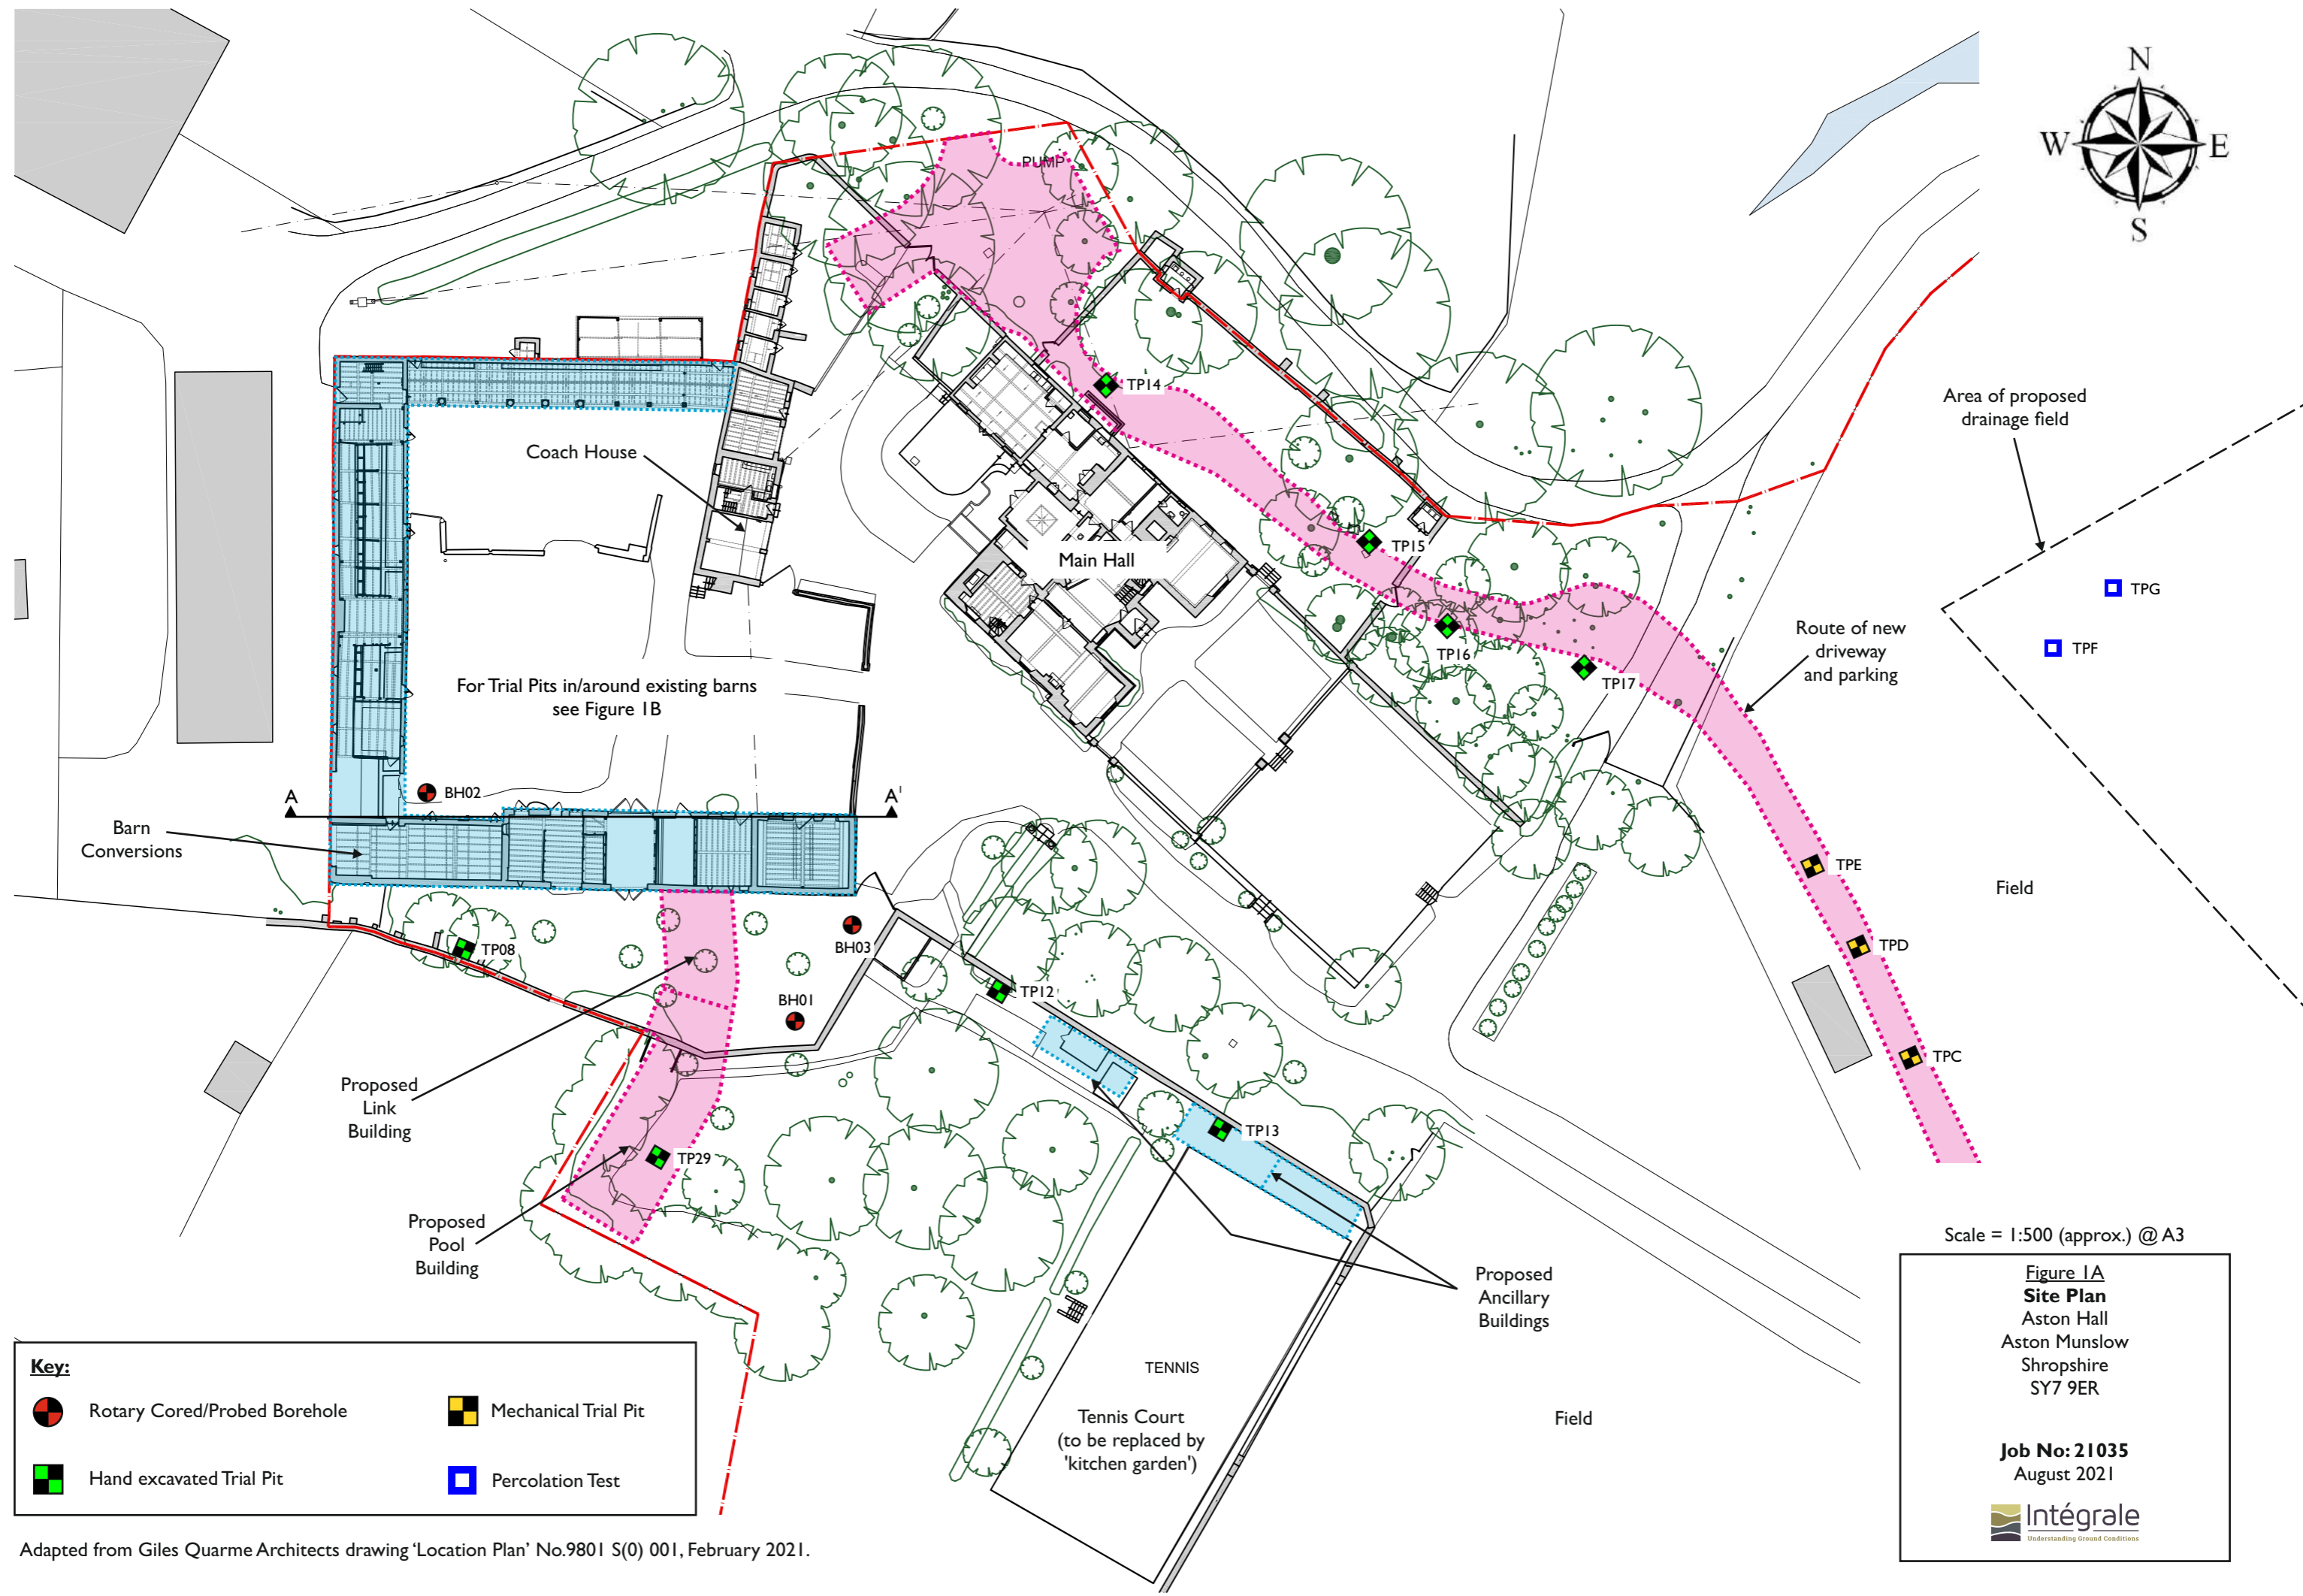 N
W
E
S
PUMP
TP14
Coach House
Area of proposed
drainage field
TP15
Main Hall
TPG
TPF
Route of new
driveway
and parking
TP16
TP17
For Trial Pits in/around existing barns
see Figure 1B
A
BH02
A'
Barn
Conversions
TPE
Field
TP08
BH03
TPD
TP12
BH01
TPC
Proposed
Link
Building
TP13
TP29
Proposed
Pool
Building
Proposed
Ancillary
Buildings
TENNIS
Tennis Court
(to be replaced by
'kitchen garden')
Field
Scale = 1:500 (approx.) @ A3
Figure 1A
Site Plan
Aston Hall
Aston Munslow
Shropshire
SY7 9ER
Job No: 21035
August 2021
Intégrale
Understanding Ground Conditions
Key:
Rotary Cored/Probed Borehole
Mechanical Trial Pit
Hand excavated Trial Pit
Percolation Test
Adapted from Giles Quarme Architects drawing ‘Location Plan’ No.9801 S(0) 001, February 2021.